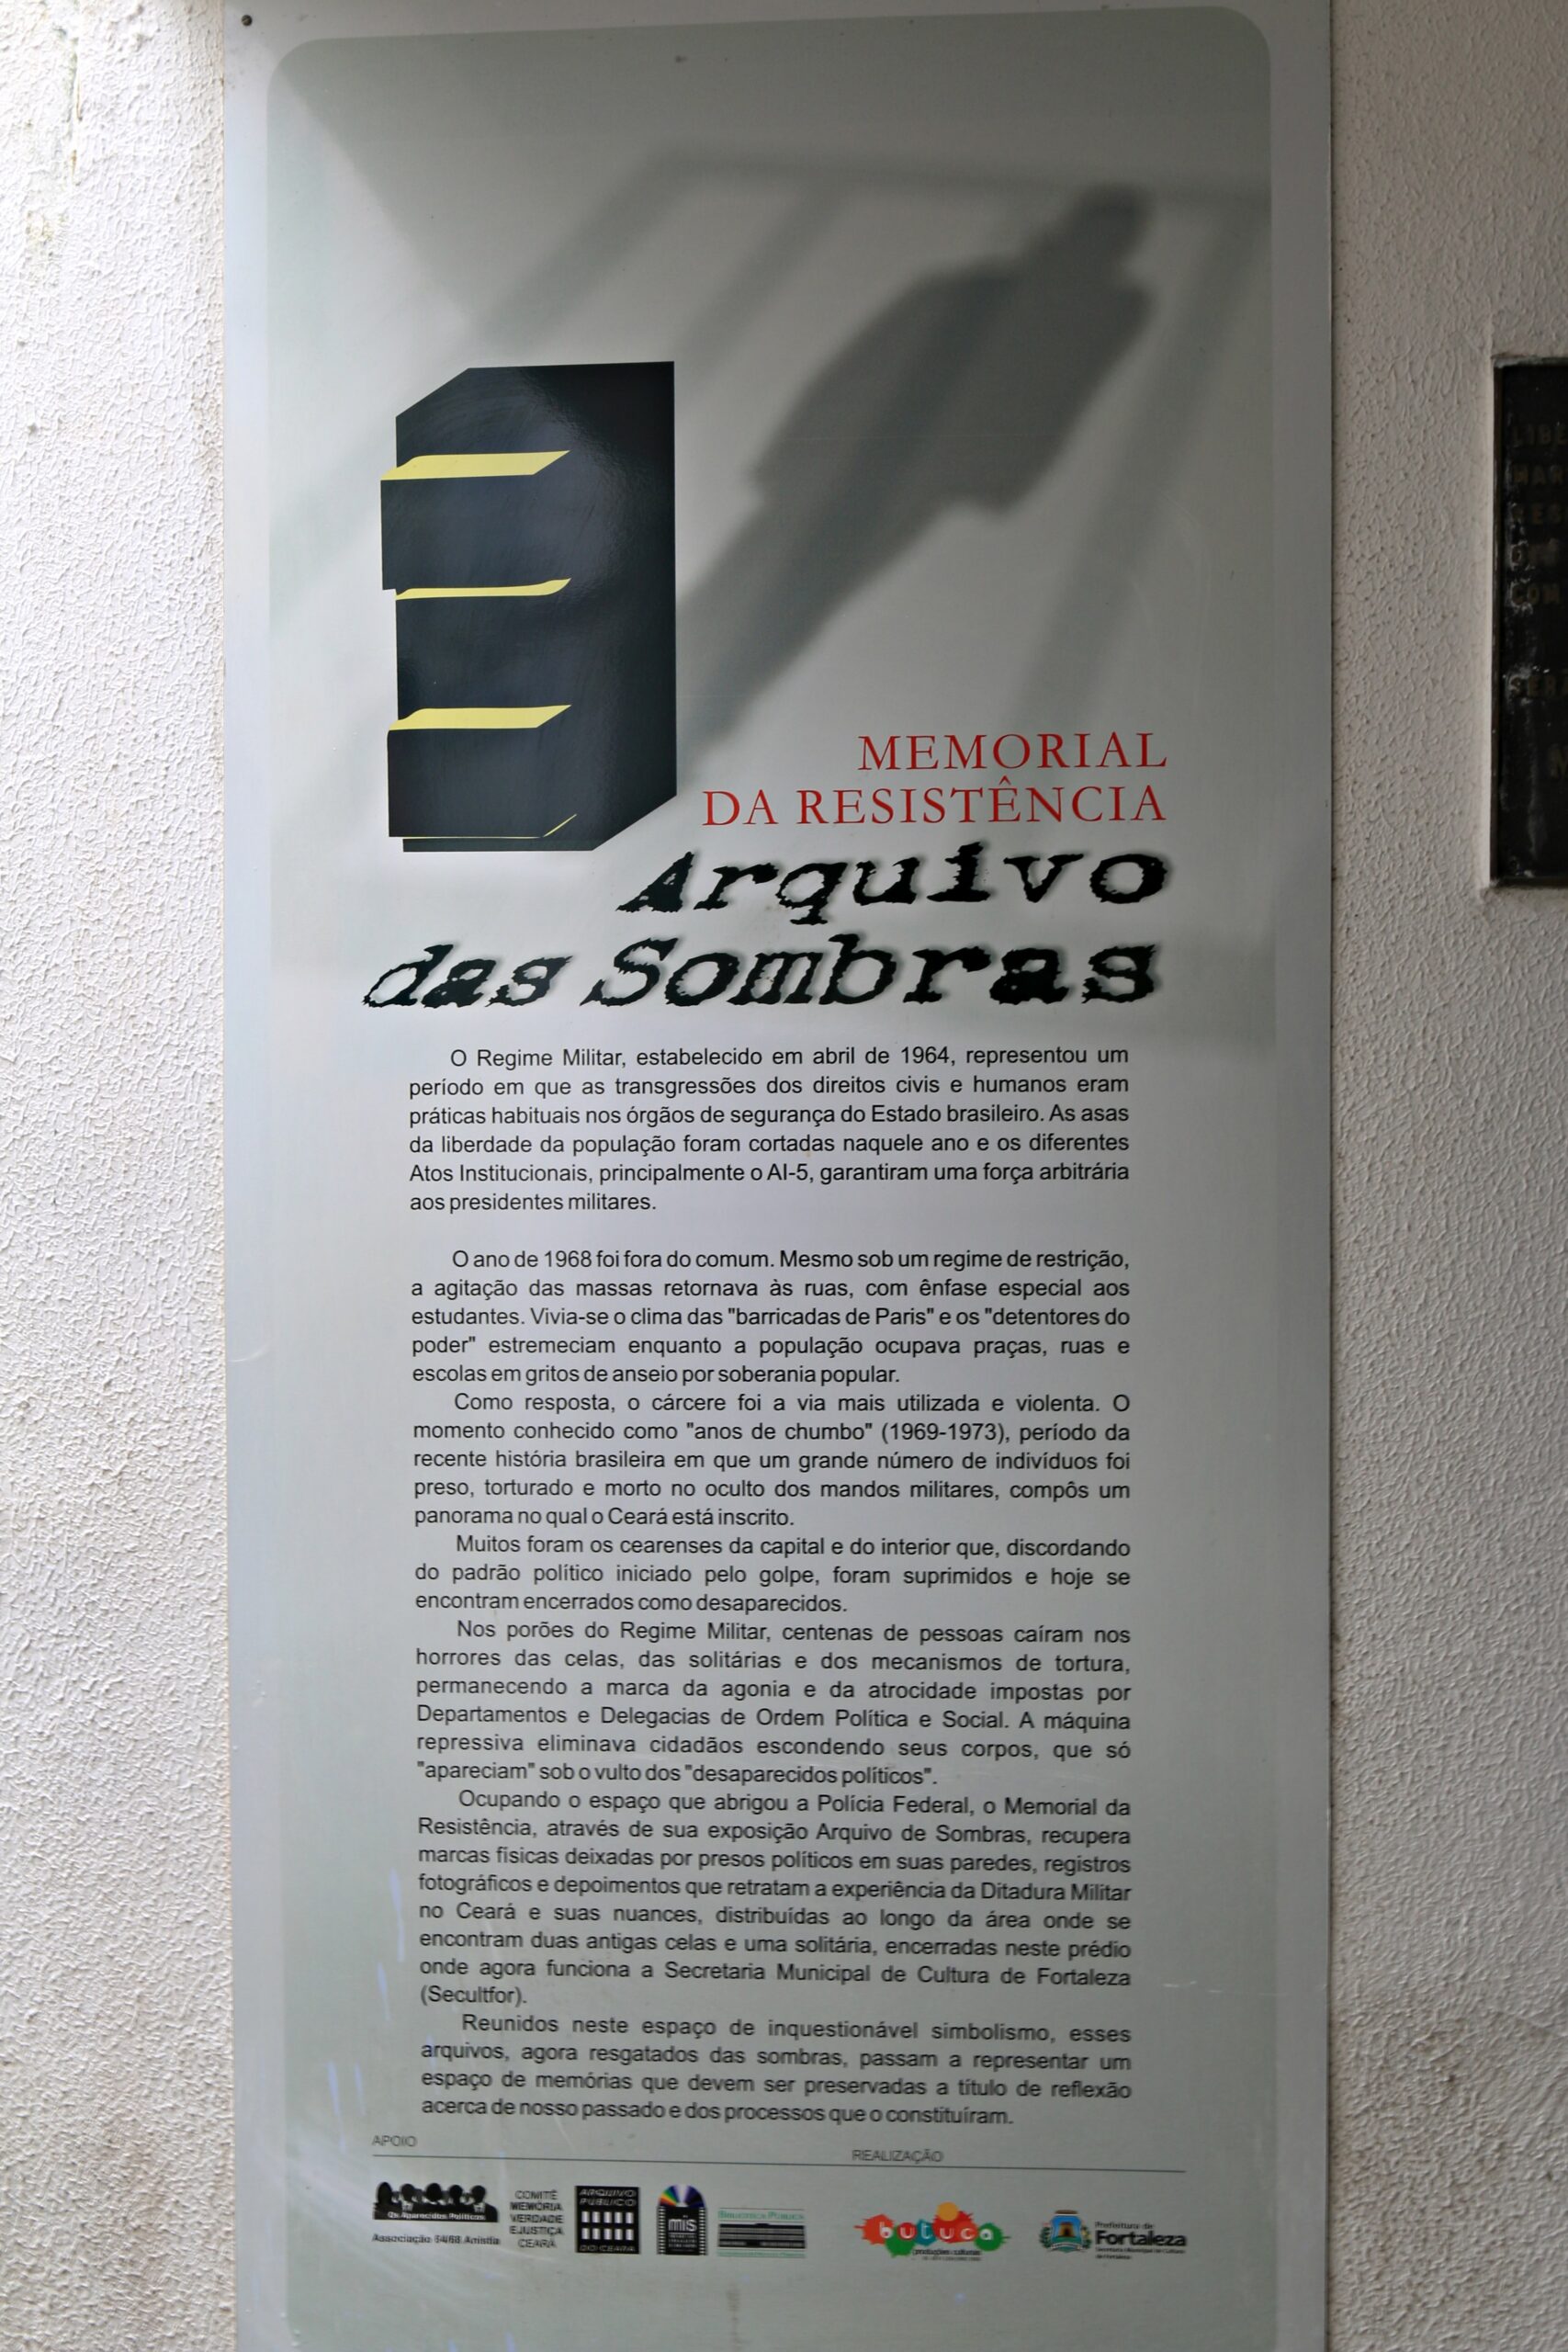 MEMORIAL
DA RESISTÊNCIA
Arquivo
das Sombras
O Regime Militar, estabelecido em abril de 1964, representou um
período em que as transgressões dos direitos civis e humanos eram
práticas habituais nos órgãos de segurança do Estado brasileiro. As asas
da liberdade da população foram cortadas naquele ano e os diferentes
Atos Institucionais, principalmente o AI-5, garantiram uma força arbitrária
aos presidentes militares.
O ano de 1968 foi fora do comum. Mesmo sob um regime de restrição,
a agitação das massas retornava às ruas, com ênfase especial aos
estudantes. Vivia-se o clima das "barricadas de Paris" e os "detentores do
poder" estremeciam enquanto a população ocupava praças, ruas e
escolas em gritos de anseio por soberania popular.
Como resposta, o cárcere foi a via mais utilizada e violenta. O
momento conhecido como "anos de chumbo" (1969-1973), período da
recente história brasileira em que um grande número de indivíduos foi
preso, torturado e morto no oculto dos mandos militares, compôs um
panorama no qual o Ceará está inscrito.
Muitos foram os cearenses da capital e do interior que, discordando
do padrão político iniciado pelo golpe, foram suprimidos e hoje se
encontram encerrados como desaparecidos.
Nos porões do Regime Militar, centenas de pessoas caíram nos
horrores das celas, das solitárias e dos mecanismos de tortura,
permanecendo a marca da agonia e da atrocidade impostas por
Departamentos e Delegacias de Ordem Política e Social. A máquina
repressiva eliminava cidadãos escondendo seus corpos, que só
"apareciam" sob o vulto dos "desaparecidos políticos".
Ocupando o espaço que abrigou a Polícia Federal, o Memorial da
Resistência, através de sua exposição Arquivo de Sombras, recupera
marcas físicas deixadas por presos políticos em suas paredes, registros
fotográficos e depoimentos que retratam a experiência da Ditadura Militar
no Ceará e suas nuances, distribuídas ao longo da área onde se
encontram duas antigas celas e uma solitária, encerradas neste prédio
onde agora funciona a Secretaria Municipal de Cultura de Fortaleza
(Secultfor).
Reunidos neste espaço de inquestionável simbolismo, esses
arquivos, agora resgatados das sombras, passam a representar um
espaço de memórias que devem ser preservadas a título de reflexão
acerca de nosso passado e dos processos que o constituíram.
APOIO
REALIZAÇÃO
Os Aparecidos Políticos
Associação 64/68 Anistia
COMITÊ
MEMÓRIA
VERDADE
E JUSTIÇA
CEARÁ
ARQUIVO
PÚBLICO
DO CEARÁ
mis
BIBLIOTECA PÚBLICA
butuca
produções culturais
Prefeitura de
Fortaleza